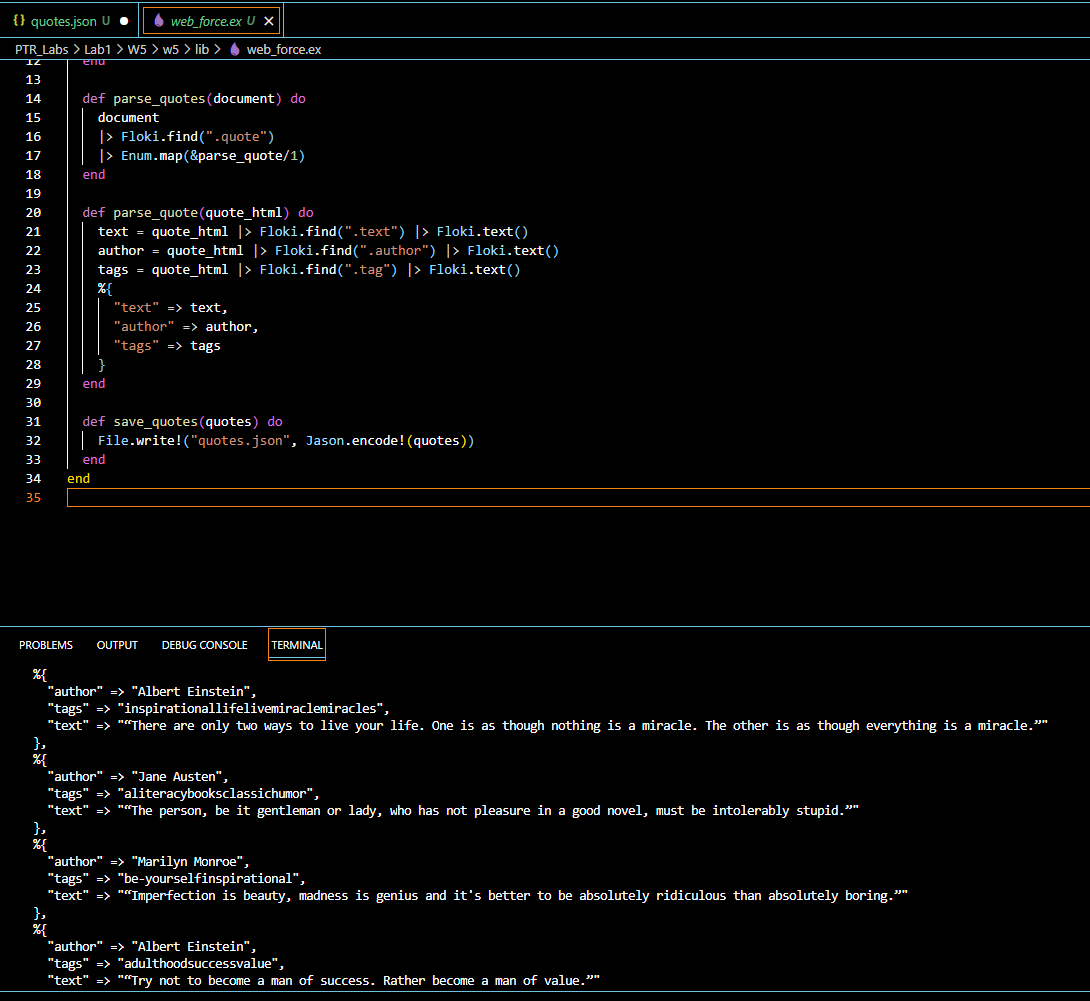 {} quotes.json U ● web_force.ex U ✕
PTR_Labs > Lab1 > W5 > w5 > lib > web_force.ex
12 end
13
14 def parse_quotes(document) do
15 document
16 |> Floki.find(".quote")
17 |> Enum.map(&parse_quote/1)
18 end
19
20 def parse_quote(quote_html) do
21 text = quote_html |> Floki.find(".text") |> Floki.text()
22 author = quote_html |> Floki.find(".author") |> Floki.text()
23 tags = quote_html |> Floki.find(".tag") |> Floki.text()
24 %{
25 "text" => text,
26 "author" => author,
27 "tags" => tags
28 }
29 end
30
31 def save_quotes(quotes) do
32 File.write!("quotes.json", Jason.encode!(quotes))
33 end
34 end
35
PROBLEMS OUTPUT DEBUG CONSOLE TERMINAL
%{
"author" => "Albert Einstein",
"tags" => "inspirationallifelivemiraclemiracles",
"text" => "“There are only two ways to live your life. One is as though nothing is a miracle. The other is as though everything is a miracle.”"
},
%{
"author" => "Jane Austen",
"tags" => "aliteracybooksclassichumor",
"text" => "“The person, be it gentleman or lady, who has not pleasure in a good novel, must be intolerably stupid.”"
},
%{
"author" => "Marilyn Monroe",
"tags" => "be-yourselfinspirational",
"text" => "“Imperfection is beauty, madness is genius and it's better to be absolutely ridiculous than absolutely boring.”"
},
%{
"author" => "Albert Einstein",
"tags" => "adulthoodsuccessvalue",
"text" => "“Try not to become a man of success. Rather become a man of value.”"